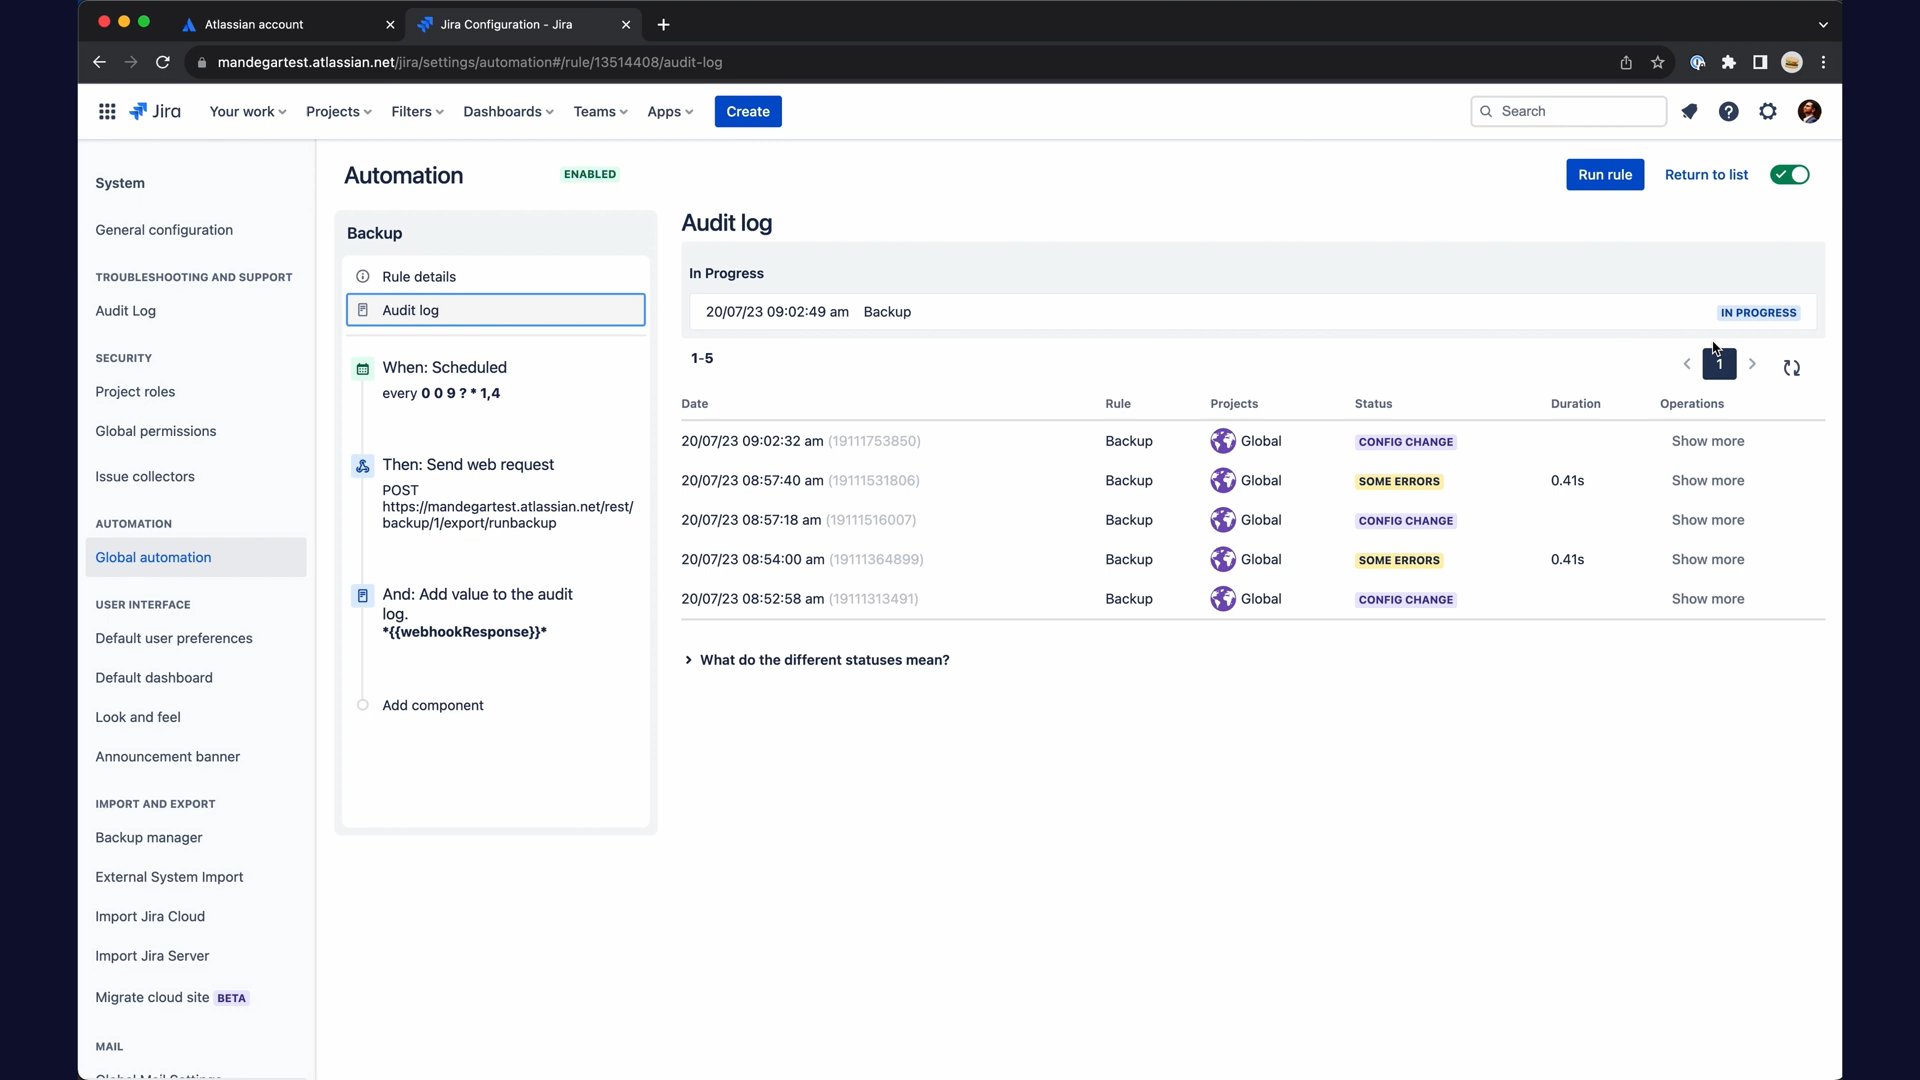 Atlassian account
Jira Configuration - Jira
mandegartest.atlassian.net/jira/settings/automation#/rule/13514408/audit-log
Jira
Your work
Projects
Filters
Dashboards
Teams
Apps
Create
Search
System
General configuration
TROUBLESHOOTING AND SUPPORT
Audit Log
SECURITY
Project roles
Global permissions
Issue collectors
AUTOMATION
Global automation
USER INTERFACE
Default user preferences
Default dashboard
Look and feel
Announcement banner
IMPORT AND EXPORT
Backup manager
External System Import
Import Jira Cloud
Import Jira Server
Migrate cloud site BETA
MAIL
Automation
ENABLED
Run rule
Return to list
Backup
Rule details
Audit log
When: Scheduled
every 0 0 9 ? * 1,4
Then: Send web request
POST
https://mandegartest.atlassian.net/rest/
backup/1/export/runbackup
And: Add value to the audit
log.
*{{webhookResponse}}*
Add component
Audit log
In Progress
20/07/23 09:02:49 am Backup IN PROGRESS
1-5
1
Date Rule Projects Status Duration Operations
20/07/23 09:02:32 am (19111753850) Backup Global CONFIG CHANGE Show more
20/07/23 08:57:40 am (19111531806) Backup Global SOME ERRORS 0.41s Show more
20/07/23 08:57:18 am (19111516007) Backup Global CONFIG CHANGE Show more
20/07/23 08:54:00 am (19111364899) Backup Global SOME ERRORS 0.41s Show more
20/07/23 08:52:58 am (19111313491) Backup Global CONFIG CHANGE Show more
What do the different statuses mean?